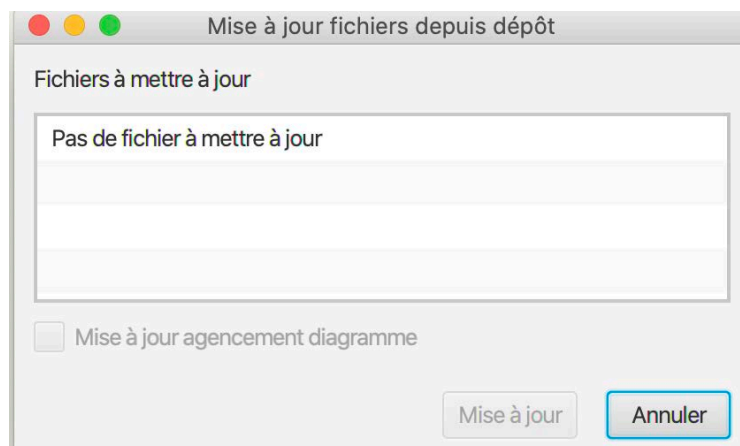 Mise à jour fichiers depuis dépôt
Fichiers à mettre à jour
Pas de fichier à mettre à jour
Mise à jour agencement diagramme
Mise à jour
Annuler